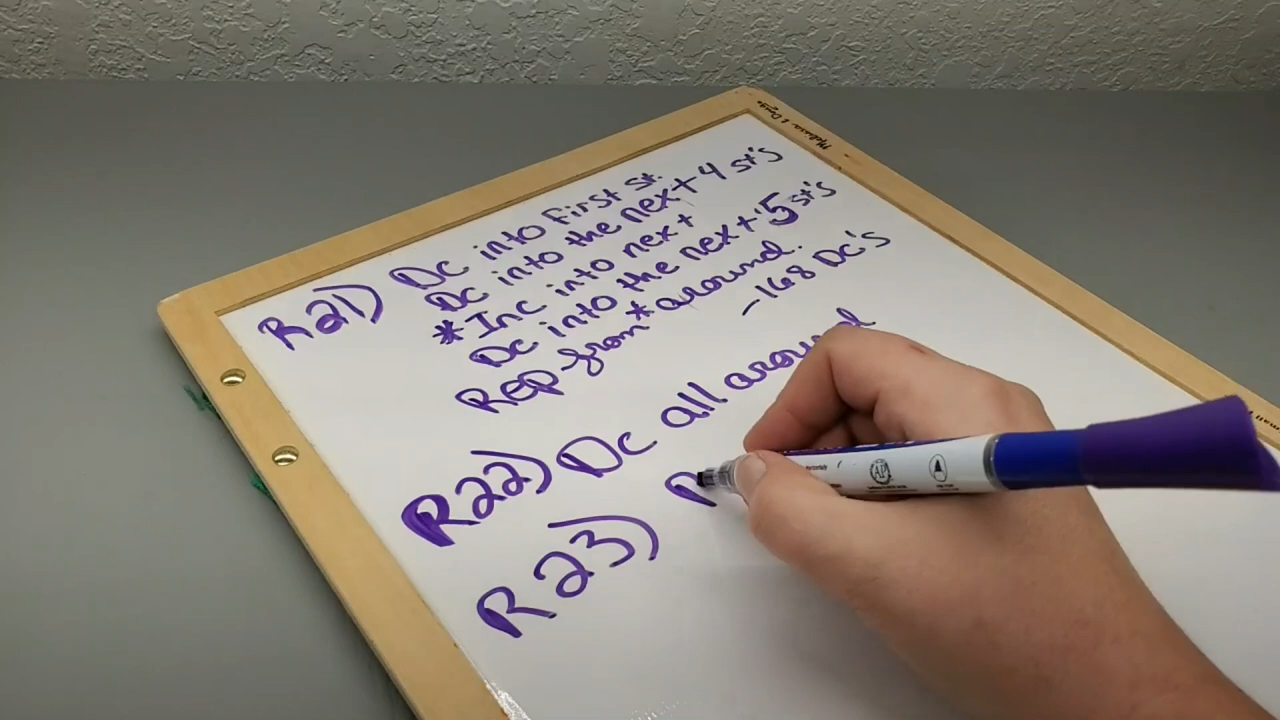 R21) Dc into first st.
Dc into the next 4 st's
*Inc into next
Dc into the next 5 st's
Rep from * around.
-168 Dc's
R22) Dc all around
R23) R